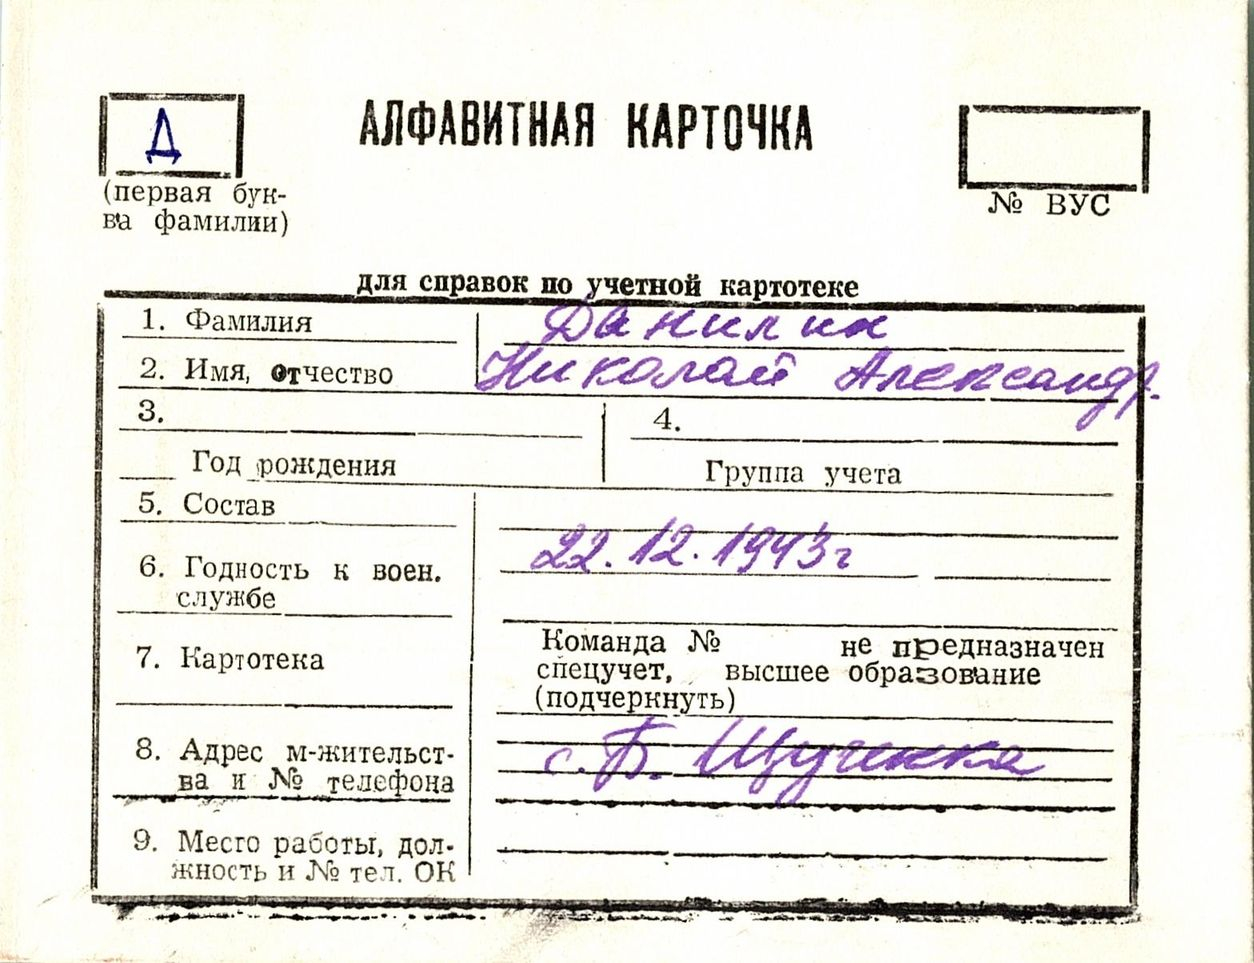 Д
АЛФАВИТНАЯ КАРТОЧКА
(первая бук-
ва фамилии)
№ ВУС
для справок по учетной картотеке
1. Фамилия Данилин
2. Имя, отчество Николай Александр.
3. 4.
Год рождения Группа учета
5. Состав
6. Годность к воен. 22.12.1943г
службе
7. Картотека
Команда № не предназначен
спецучет, высшее образование
(подчеркнуть)
8. Адрес м-жительст- с. Б. Щученка
ва и № телефона
9. Место работы, дол-
жность и № тел. ОК